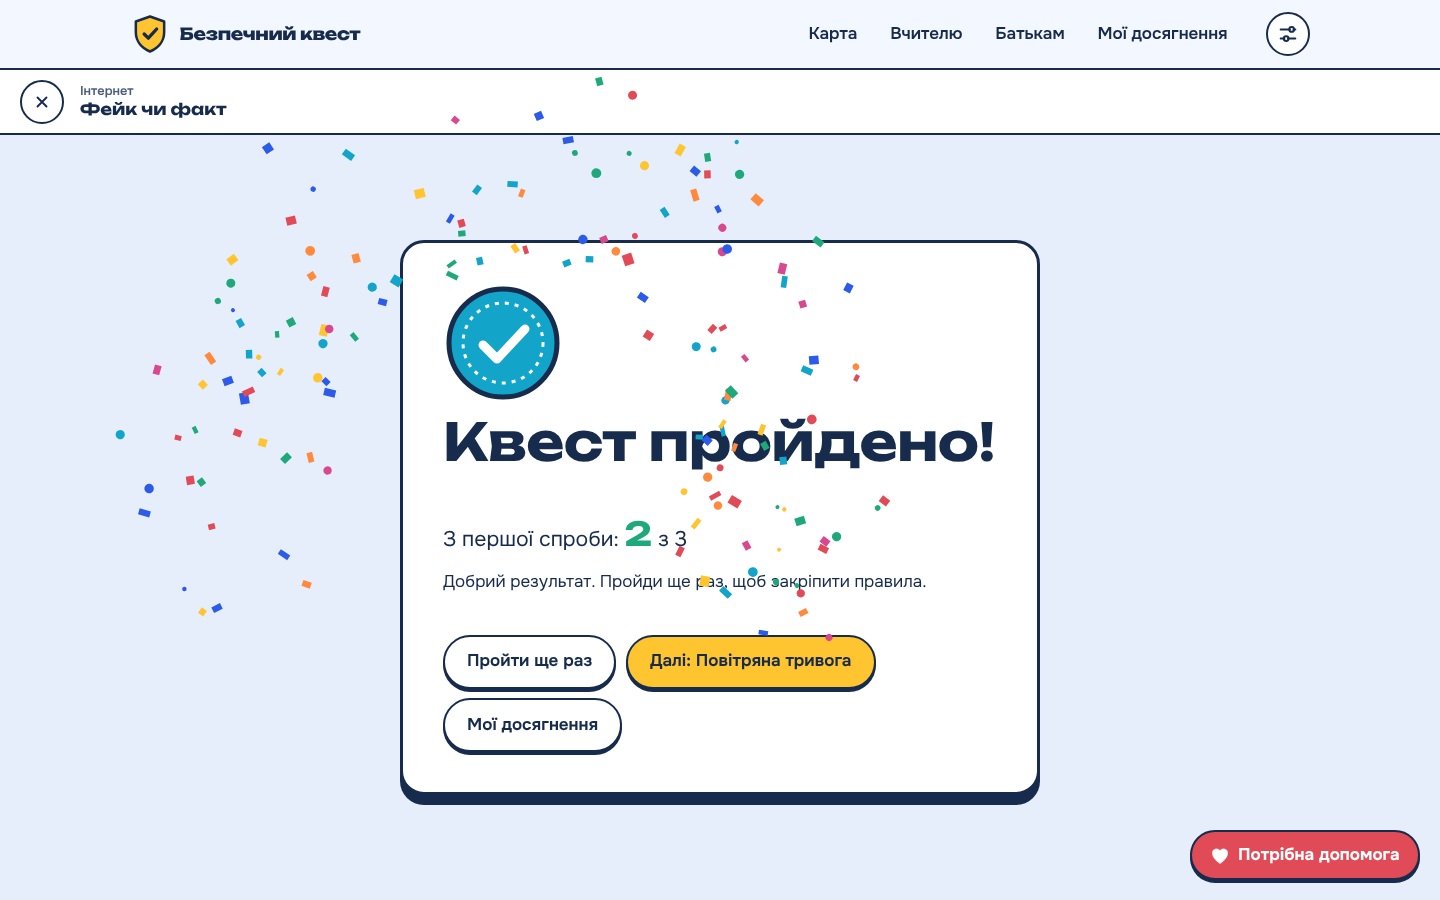 Безпечний квест
Карта
Вчителю
Батькам
Мої досягнення
Інтернет
Фейк чи факт
Квест пройдено!
З першої спроби: 2 з 3
Добрий результат. Пройди ще раз, щоб закріпити правила.
Пройти ще раз
Далі: Повітряна тривога
Мої досягнення
Потрібна допомога